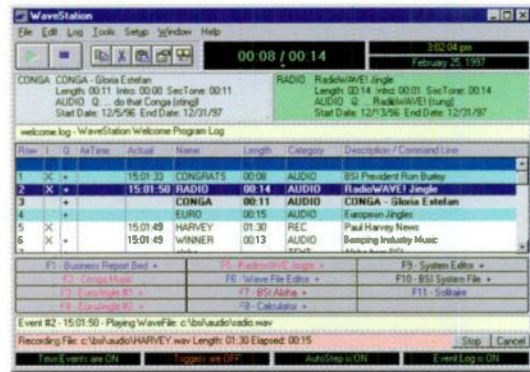 WaveStation
File Edit Log Tools Setup Window Help
00:08 / 00:14
3:02:04 pm
February 25, 1997
CONGA CONGA - Gloria Estefan
Length: 00:11 Intro: 00:00 SecTone: 00:11
AUDIO Q: ... do that Conga (sting)
Start Date: 12/5/96 End Date: 12/31/97
RADIO RadioWAVE! Jingle
Length: 00:14 Intro: 00:01 SecTone: 00:14
AUDIO Q: ... RadioWAVE! (sung)
Start Date: 12/13/96 End Date: 12/31/97
welcome.log - WaveStation Welcome Program Log
Row I Q AirTime Actual Name Length Category Description / Command Line
1 X + 15:01:33 CONGRATS 00:08 AUDIO BSI President Ron Burley
2 X + 15:01:50 RADIO 00:14 AUDIO RadioWAVE! Jingle
3 + CONGA 00:11 AUDIO CONGA - Gloria Estefan
4 + EURO 00:15 AUDIO European Jingles
5 X 15:01:49 HARVEY 01:30 REC Paul Harvey News
6 X + 15:01:49 WINNER 00:13 AUDIO Bumping Industry Music
F1 - Business Report Bed + F5 - RadioWAVE! Jingle + F9 - System Editor +
F2 - Conga Music F6 - Wave File Editor + F10 - BSI System File +
F3 - EuroJingle #1 + F7 - BSI Aloha + F11 - Solitaire
F4 - EuroJingle #2 + F8 - Calculator +
Event #2 - 15:01:50 - Playing WaveFile: c:\bsi\audio\radio.wav
Recording File: c:\bsi\audio\HARVEY.wav Length: 01:30 Elapsed: 00:15 Stop Cancel
Time Events are ON Triggers are OFF AutoStep is ON Event Log is ON